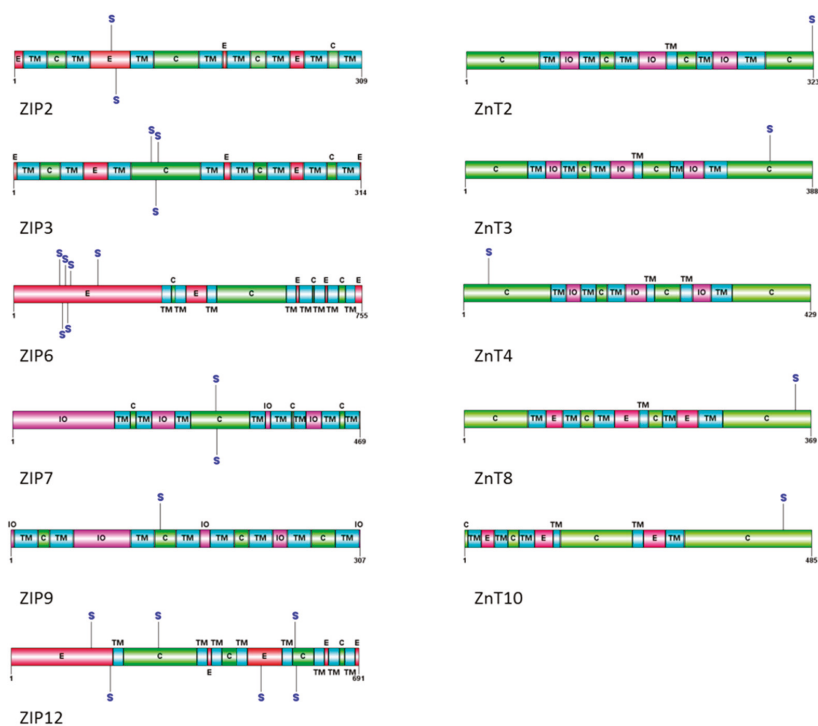 S
E C
E TM C TM E TM C TM TM C TM E TM TM
1 309
S
ZIP2
S
S
E E C E
TM C TM E TM C TM TM C TM E TM TM
1 314
S
ZIP3
S S
S
S
C E C E C E
E E C
TM TM TM TM TM TM TM TM
1 755
S
S
ZIP6
S
C IO C C
IO TM TM IO TM C TM TM TM IO TM TM
1 469
S
ZIP7
S
IO IO IO
TM C TM IO TM C TM TM C TM IO TM C TM
1 307
ZIP9
S S S
TM TM TM TM TM E C E
E C C E C
E TM TM TM
1 691
S S S
ZIP12
S
TM
C TM IO TM C TM IO C TM IO TM C
1 323
ZnT2
S
TM
C TM IO TM C TM IO C TM IO TM C
1 388
ZnT3
S
TM TM
C TM IO TM C TM IO C IO TM C
1 429
ZnT4
S
TM
C TM E TM C TM E C TM E TM C
1 369
ZnT8
S
C TM TM
TM E TM C TM E C E TM C
1 485
ZnT10